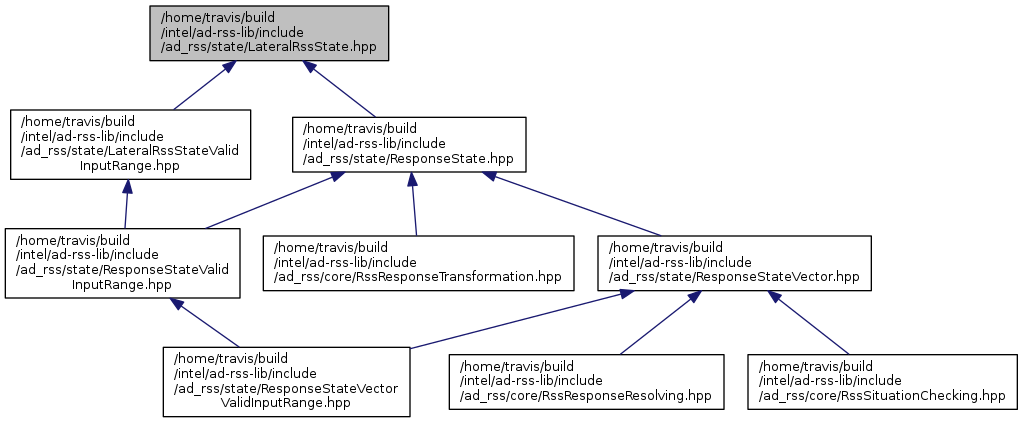 /home/travis/build
/intel/ad-rss-lib/include
/ad_rss/state/LateralRssState.hpp
/home/travis/build
/intel/ad-rss-lib/include
/ad_rss/state/LateralRssStateValid
InputRange.hpp
/home/travis/build
/intel/ad-rss-lib/include
/ad_rss/state/ResponseState.hpp
/home/travis/build
/intel/ad-rss-lib/include
/ad_rss/state/ResponseStateValid
InputRange.hpp
/home/travis/build
/intel/ad-rss-lib/include
/ad_rss/core/RssResponseTransformation.hpp
/home/travis/build
/intel/ad-rss-lib/include
/ad_rss/state/ResponseStateVector.hpp
/home/travis/build
/intel/ad-rss-lib/include
/ad_rss/state/ResponseStateVector
ValidInputRange.hpp
/home/travis/build
/intel/ad-rss-lib/include
/ad_rss/core/RssResponseResolving.hpp
/home/travis/build
/intel/ad-rss-lib/include
/ad_rss/core/RssSituationChecking.hpp